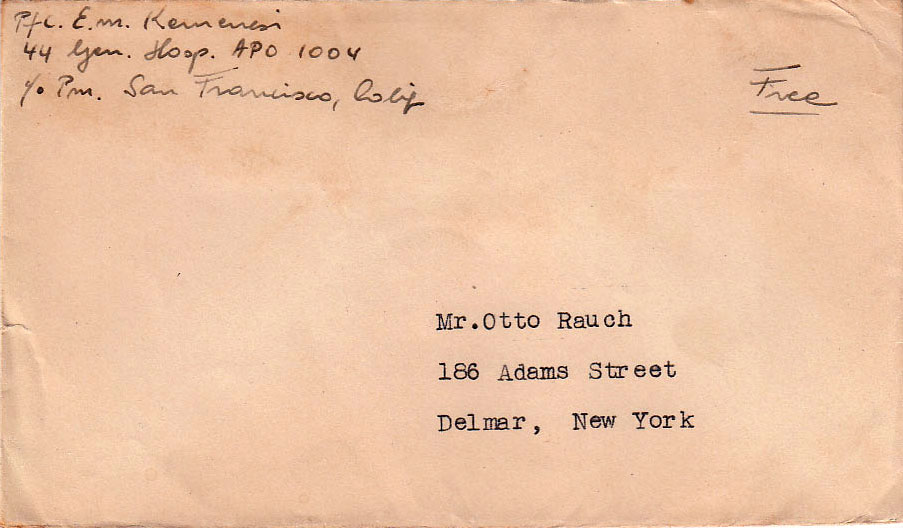 Pfc. E.M. Kemenesi
44 Gen. Hosp. APO 1004
c/o Pm. San Francisco, Calif
Free
Mr.Otto Rauch
186 Adams Street
Delmar, New York